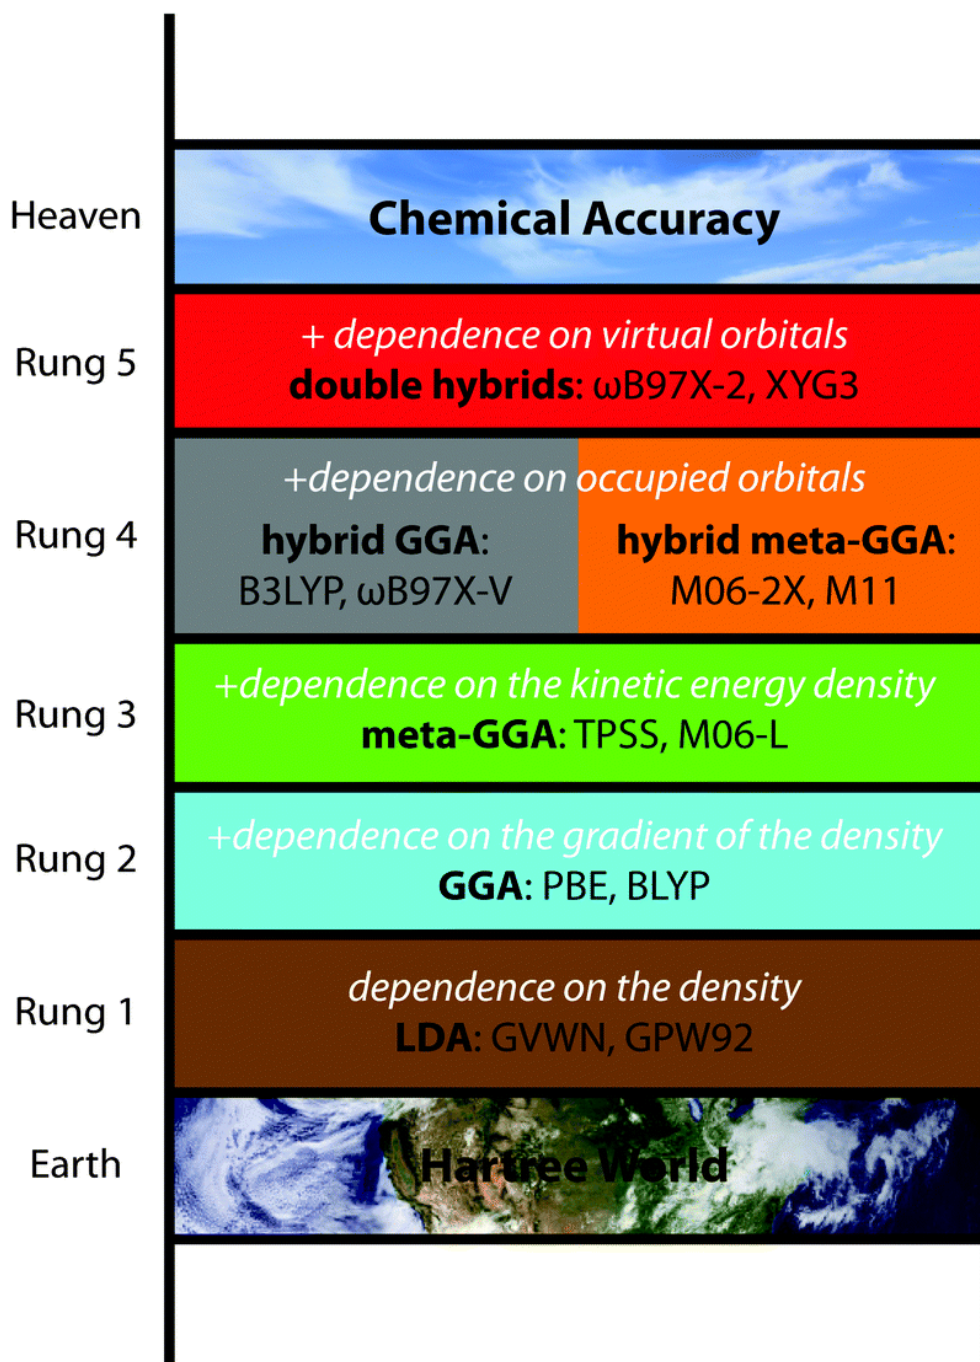 Heaven
Chemical Accuracy
Rung 5
+ dependence on virtual orbitals
double hybrids: ωB97X-2, XYG3
Rung 4
+dependence on occupied orbitals
hybrid GGA:
B3LYP, ωB97X-V
hybrid meta-GGA:
M06-2X, M11
Rung 3
+dependence on the kinetic energy density
meta-GGA: TPSS, M06-L
Rung 2
+dependence on the gradient of the density
GGA: PBE, BLYP
Rung 1
dependence on the density
LDA: GVWN, GPW92
Earth
Hartree World